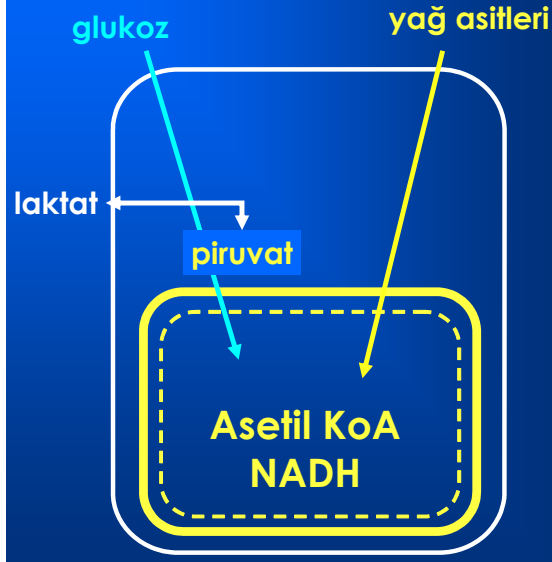 glukoz
yağ asitleri
laktat
piruvat
Asetil KoA
NADH